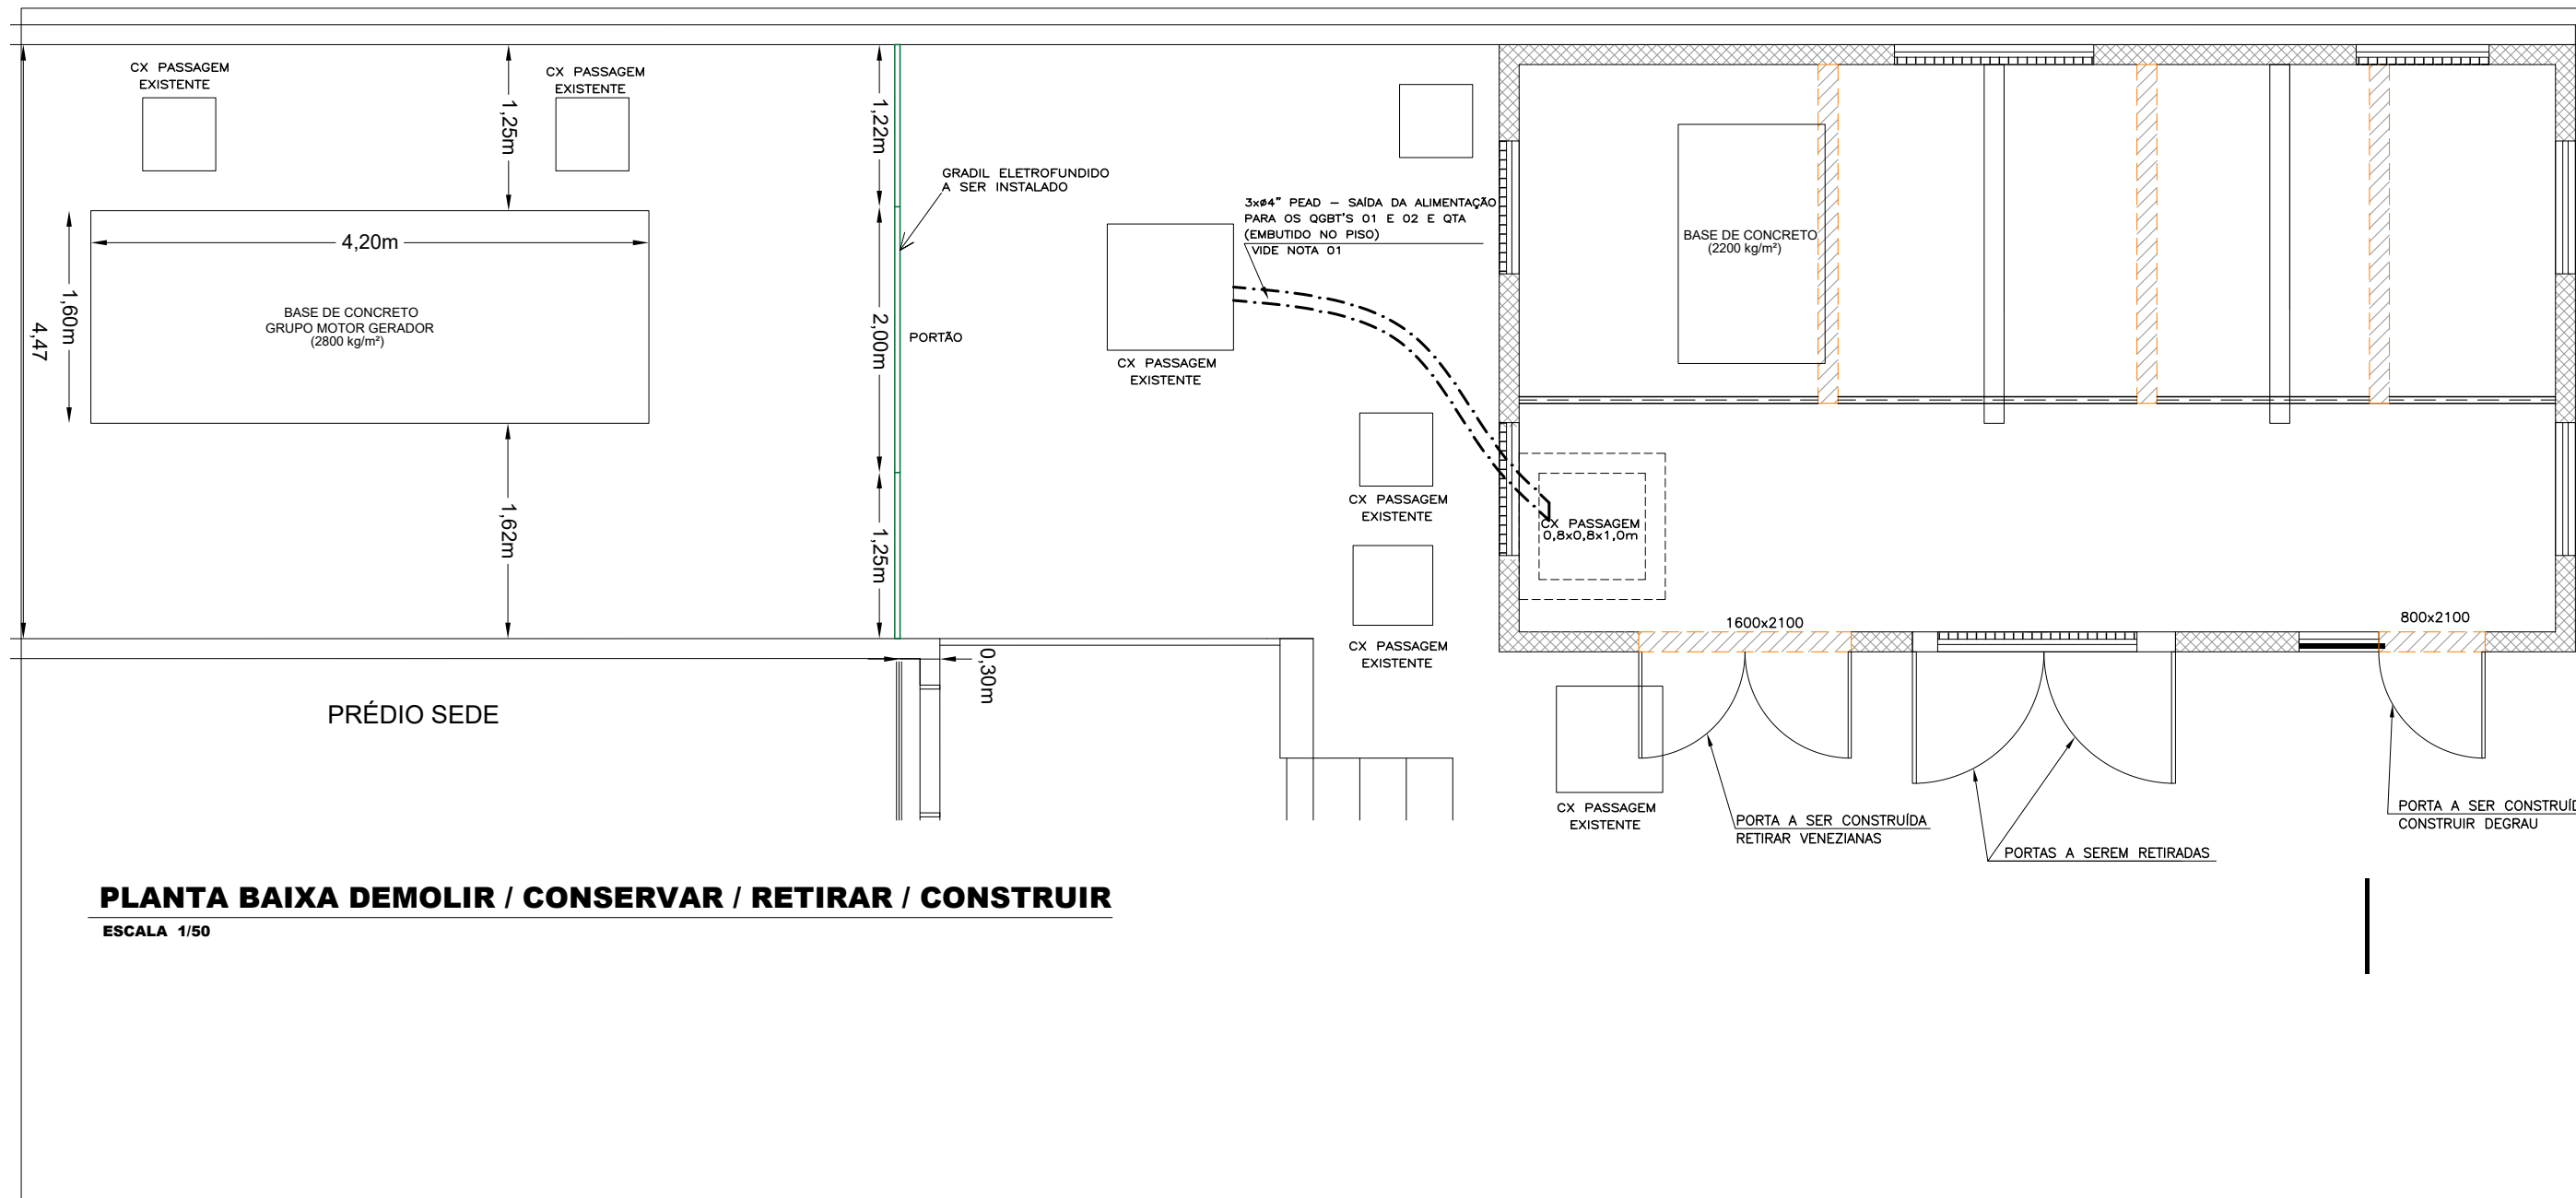 CX PASSAGEM
EXISTENTE
CX PASSAGEM
EXISTENTE
1,25m
1,22m
GRADIL ELETROFUNDIDO
A SER INSTALADO
3xø4" PEAD – SAÍDA DA ALIMENTAÇÃO
PARA OS QGBT'S 01 E 02 E QTA
(EMBUTIDO NO PISO)
VIDE NOTA 01
BASE DE CONCRETO
(2200 kg/m²)
4,20m
1,60m
4,47
BASE DE CONCRETO
GRUPO MOTOR GERADOR
(2800 kg/m²)
2,00m
PORTÃO
CX PASSAGEM
EXISTENTE
1,62m
1,25m
CX PASSAGEM
EXISTENTE
CX PASSAGEM
0,8x0,8x1,0m
CX PASSAGEM
EXISTENTE
1600x2100
800x2100
0,30m
PRÉDIO SEDE
CX PASSAGEM
EXISTENTE
PORTA A SER CONSTRUÍDA
RETIRAR VENEZIANAS
PORTAS A SEREM RETIRADAS
PORTA A SER CONSTRUÍD
CONSTRUIR DEGRAU
PLANTA BAIXA DEMOLIR / CONSERVAR / RETIRAR / CONSTRUIR
ESCALA 1/50